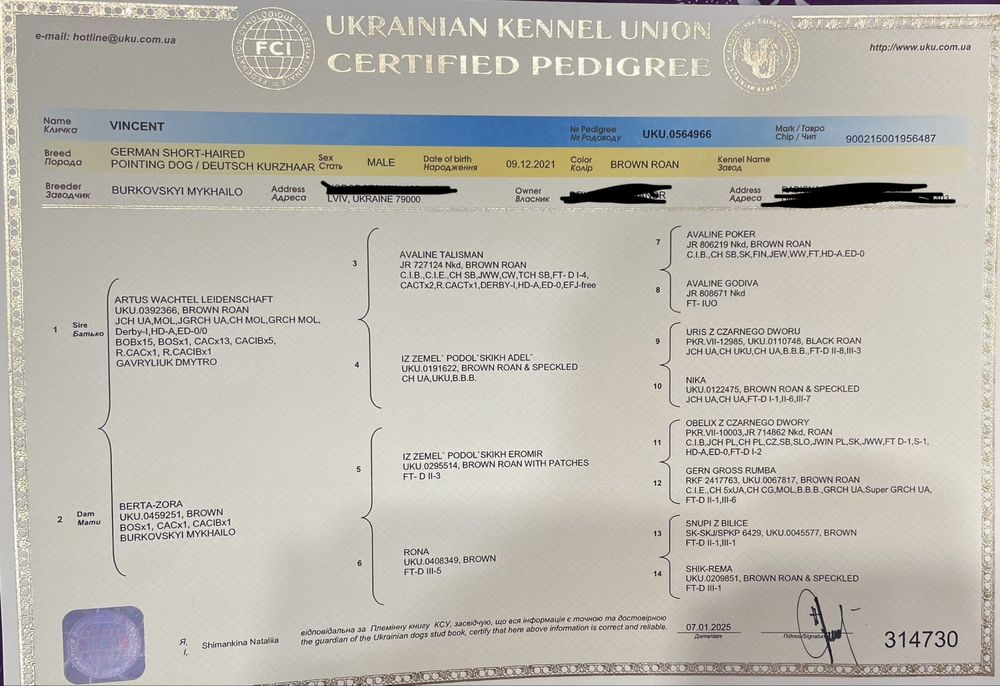 e-mail: hotline@uku.com.ua
FCI
UKRAINIAN KENNEL UNION
CERTIFIED PEDIGREE
http://www.uku.com.ua
Name
Кличка
VINCENT
№ Pedigree
№ Родоводу
UKU.0564966
Mark / Тавро
Chip / Чип
900215001956487
Breed
Порода
GERMAN SHORT-HAIRED
POINTING DOG / DEUTSCH KURZHAAR
Sex
Стать
MALE
Date of birth
Народження
09.12.2021
Color
Колір
BROWN ROAN
Kennel Name
Завод
Breeder
Заводчик
BURKOVSKYI MYKHAILO
Address
Адреса
LVIV, UKRAINE 79000
Owner
Власник
Address
Адреса
1
Sire
Батько
ARTUS WACHTEL LEIDENSCHAFT
UKU.0392366, BROWN ROAN
JCH UA,MOL,JGRCH UA,CH MOL,GRCH MOL,
Derby-I,HD-A,ED-0/0
BOBx15, BOSx1, CACx13, CACIBx5,
R.CACx1, R.CACIBx1
GAVRYLIUK DMYTRO
2
Dam
Мати
BERTA-ZORA
UKU.0459251, BROWN
BOSx1, CACx1, CACIBx1
BURKOVSKYI MYKHAILO
3
AVALINE TALISMAN
JR 727124 Nkd, BROWN ROAN
C.I.B.,C.I.E.,CH SB,JWW,CW,TCH SB,FT- D I-4,
CACTx2,R.CACTx1,DERBY-I,HD-A,ED-0,EFJ-free
4
IZ ZEMEL` PODOL`SKIKH ADEL`
UKU.0191622, BROWN ROAN & SPECKLED
CH UA,UKU,B.B.B.
5
IZ ZEMEL` PODOL`SKIKH EROMIR
UKU.0295514, BROWN ROAN WITH PATCHES
FT- D II-3
6
RONA
UKU.0408349, BROWN
FT-D III-5
7
AVALINE POKER
JR 806219 Nkd, BROWN ROAN
C.I.B.,CH SB,SK,FIN,JEW,WW,FT,HD-A,ED-0
8
AVALINE GODIVA
JR 808671 Nkd
FT- IUO
9
URIS Z CZARNEGO DWORU
PKR.VII-12985, UKU.0110748, BLACK ROAN
JCH UA,CH UKU,CH UA,B.B.B.,FT-D II-8,III-3
10
NIKA
UKU.0122475, BROWN ROAN & SPECKLED
JCH UA,CH UA,FT-D I-1,II-6,III-7
11
OBELIX Z CZARNEGO DWORY
PKR.VII-10003,JR 714862 Nkd, ROAN
C.I.B,JCH PL,CH PL,CZ,SB,SLO,JWIN PL,SK,JWW,FT D-1,S-1,
HD-A,ED-0,FT-D I-2
12
GERN GROSS RUMBA
RKF 2417763, UKU.0067817, BROWN ROAN
C.I.E.,CH 5xUA,CH CG,MOL,B.B.B.,GRCH UA,Super GRCH UA,
FT-D II-1,III-6
13
SNUPI Z BILICE
SK-SKJ/SPKP 6429, UKU.0045577, BROWN
FT-D II-1,III-1
14
SHIK-REMA
UKU.0209851, BROWN ROAN & SPECKLED
FT-D III-1
Я,
I,
Shimankina Nataliia
відповідальна за Племінну книгу КСУ, засвідчую, що вся інформація є точною та достовірною
the guardian of the Ukrainian dogs stud book, certify that here above information is correct and reliable.
07.01.2025
Дата/date
Підпис/Signature
314730